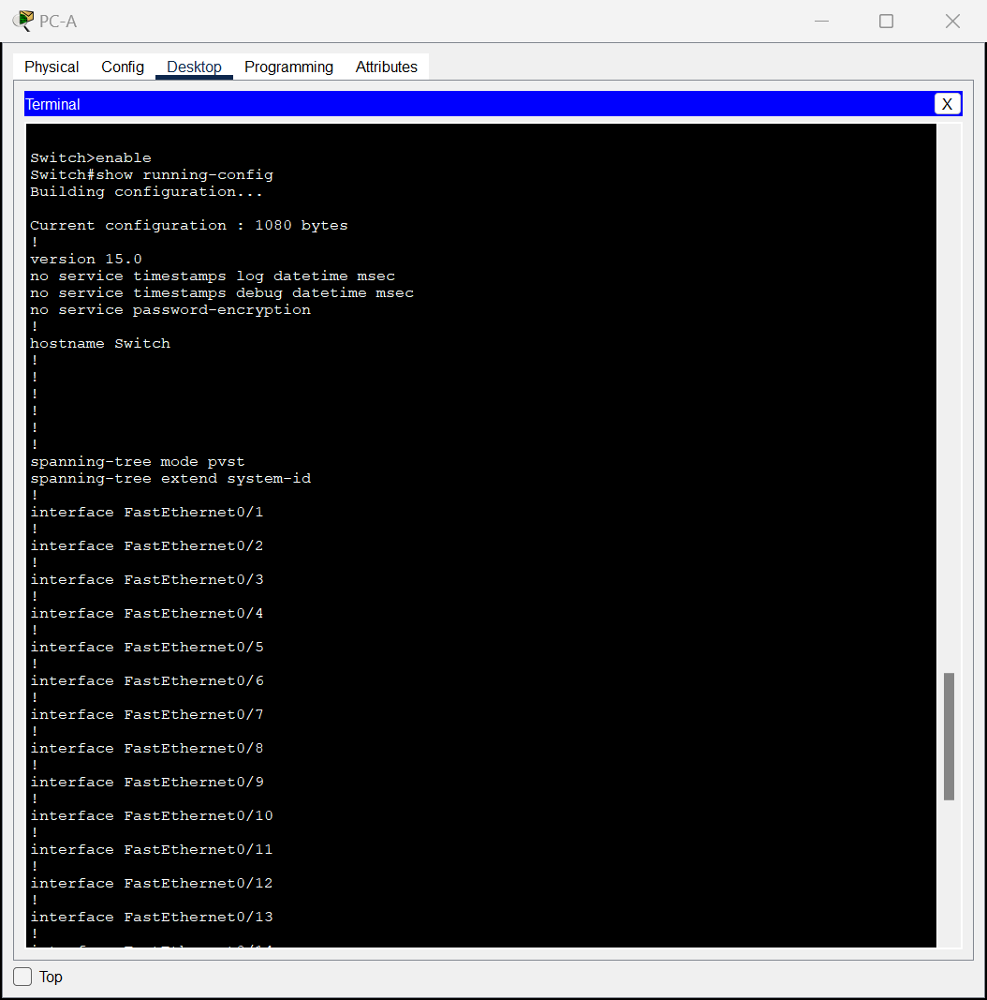 PC-A
Physical Config Desktop Programming Attributes
Terminal X
Switch>enable
Switch#show running-config
Building configuration...
Current configuration : 1080 bytes
!
version 15.0
no service timestamps log datetime msec
no service timestamps debug datetime msec
no service password-encryption
!
hostname Switch
!
!
!
!
!
!
spanning-tree mode pvst
spanning-tree extend system-id
!
interface FastEthernet0/1
!
interface FastEthernet0/2
!
interface FastEthernet0/3
!
interface FastEthernet0/4
!
interface FastEthernet0/5
!
interface FastEthernet0/6
!
interface FastEthernet0/7
!
interface FastEthernet0/8
!
interface FastEthernet0/9
!
interface FastEthernet0/10
!
interface FastEthernet0/11
!
interface FastEthernet0/12
!
interface FastEthernet0/13
!
Top